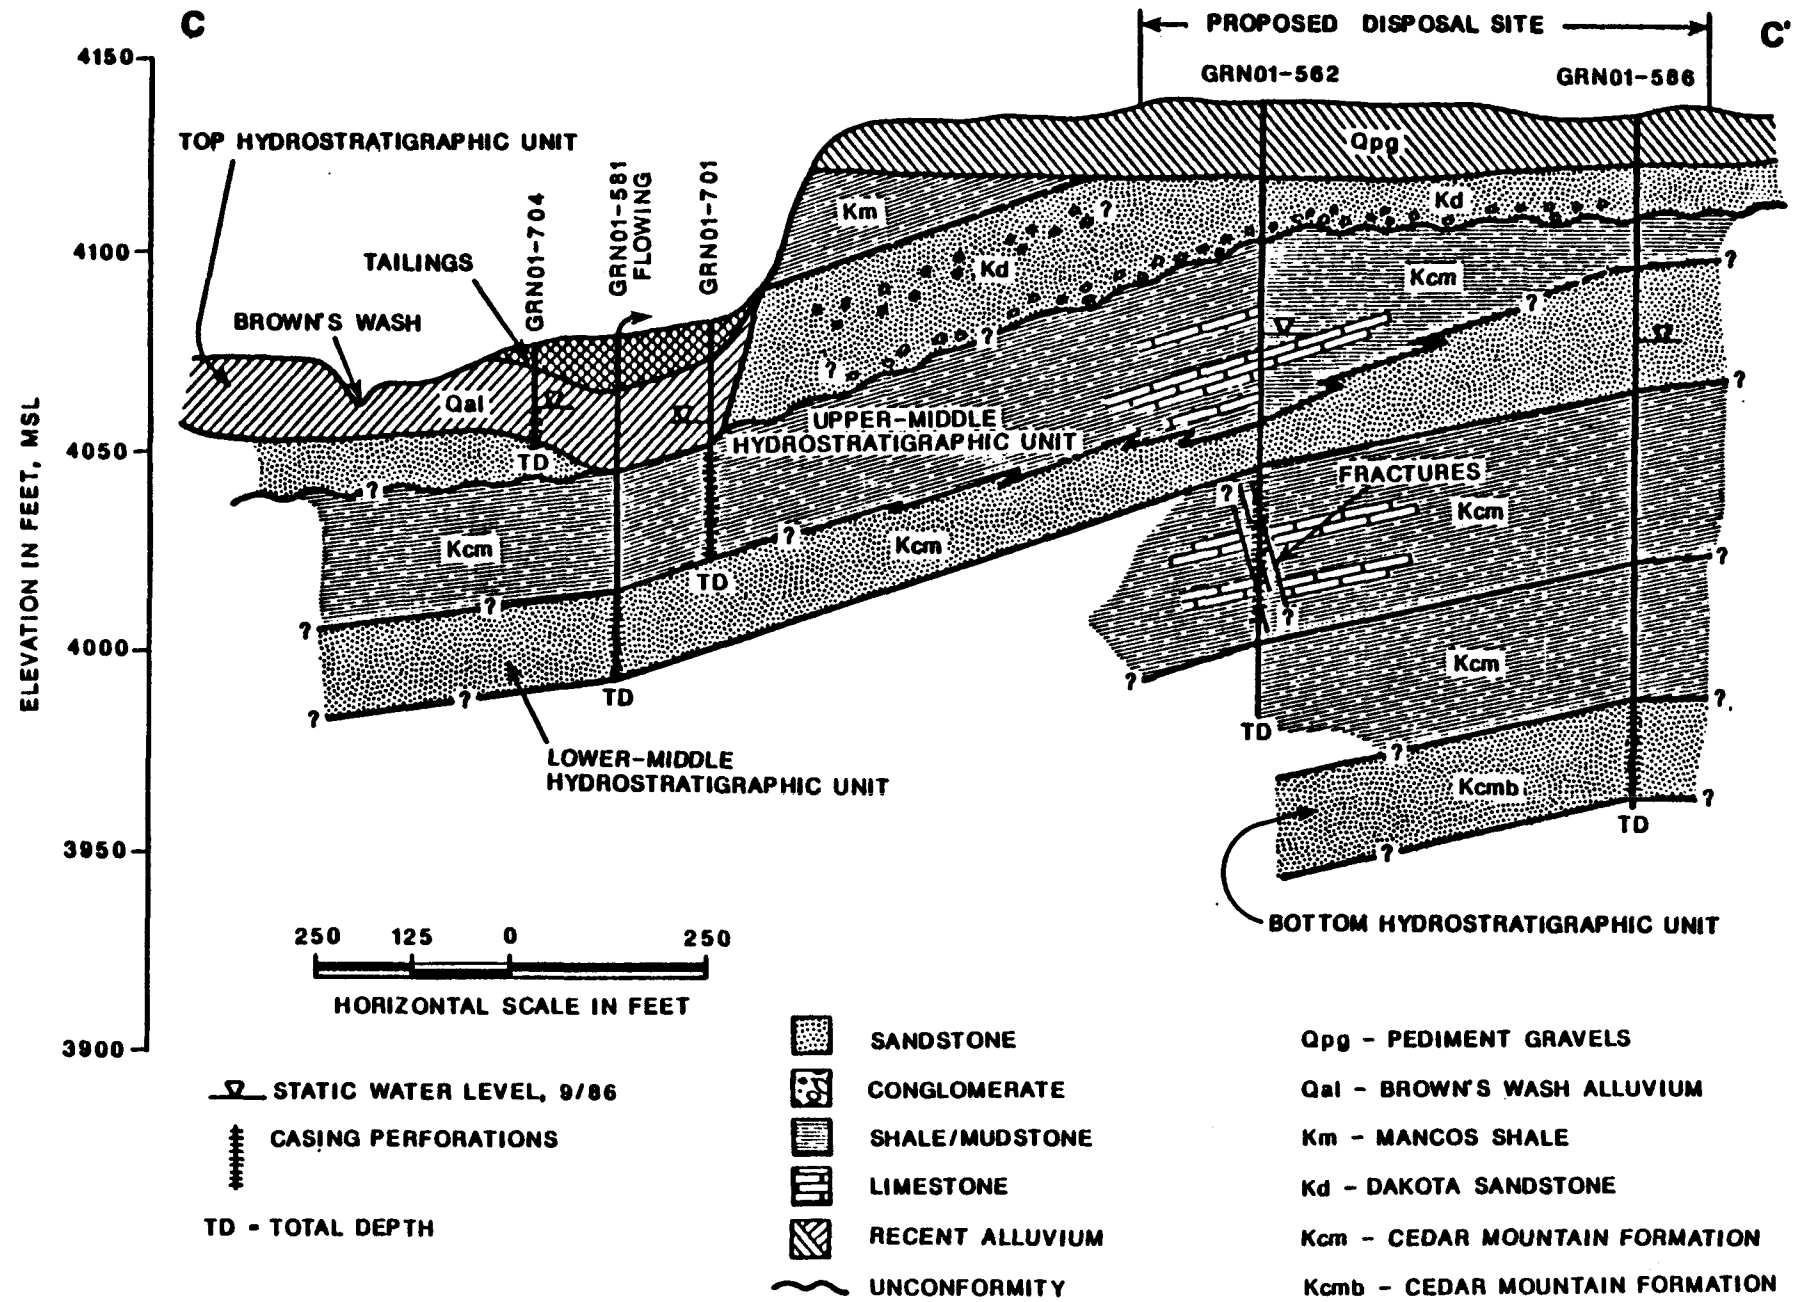 C
PROPOSED DISPOSAL SITE
C'
4150
GRN01-562
GRN01-586
TOP HYDROSTRATIGRAPHIC UNIT
Qpg
GRN01-704
GRN01-581
FLOWING
GRN01-701
Km
?
Kd
4100
TAILINGS
Kd
Kcm
?
BROWN'S WASH
?
?
?
?
Qal
UPPER-MIDDLE
HYDROSTRATIGRAPHIC UNIT
ELEVATION IN FEET, MSL
4050
TD
FRACTURES
?
?
Kcm
Kcm
?
Kcm
?
TD
?
?
?
?
4000
Kcm
?
?
?
TD
?
TD
LOWER-MIDDLE
HYDROSTRATIGRAPHIC UNIT
?
Kcmb
?
TD
3950
?
BOTTOM HYDROSTRATIGRAPHIC UNIT
250 125 0 250
HORIZONTAL SCALE IN FEET
3900
STATIC WATER LEVEL, 9/86
CASING PERFORATIONS
TD - TOTAL DEPTH
SANDSTONE
CONGLOMERATE
SHALE/MUDSTONE
LIMESTONE
RECENT ALLUVIUM
UNCONFORMITY
Qpg - PEDIMENT GRAVELS
Qal - BROWN'S WASH ALLUVIUM
Km - MANCOS SHALE
Kd - DAKOTA SANDSTONE
Kcm - CEDAR MOUNTAIN FORMATION
Kcmb - CEDAR MOUNTAIN FORMATION